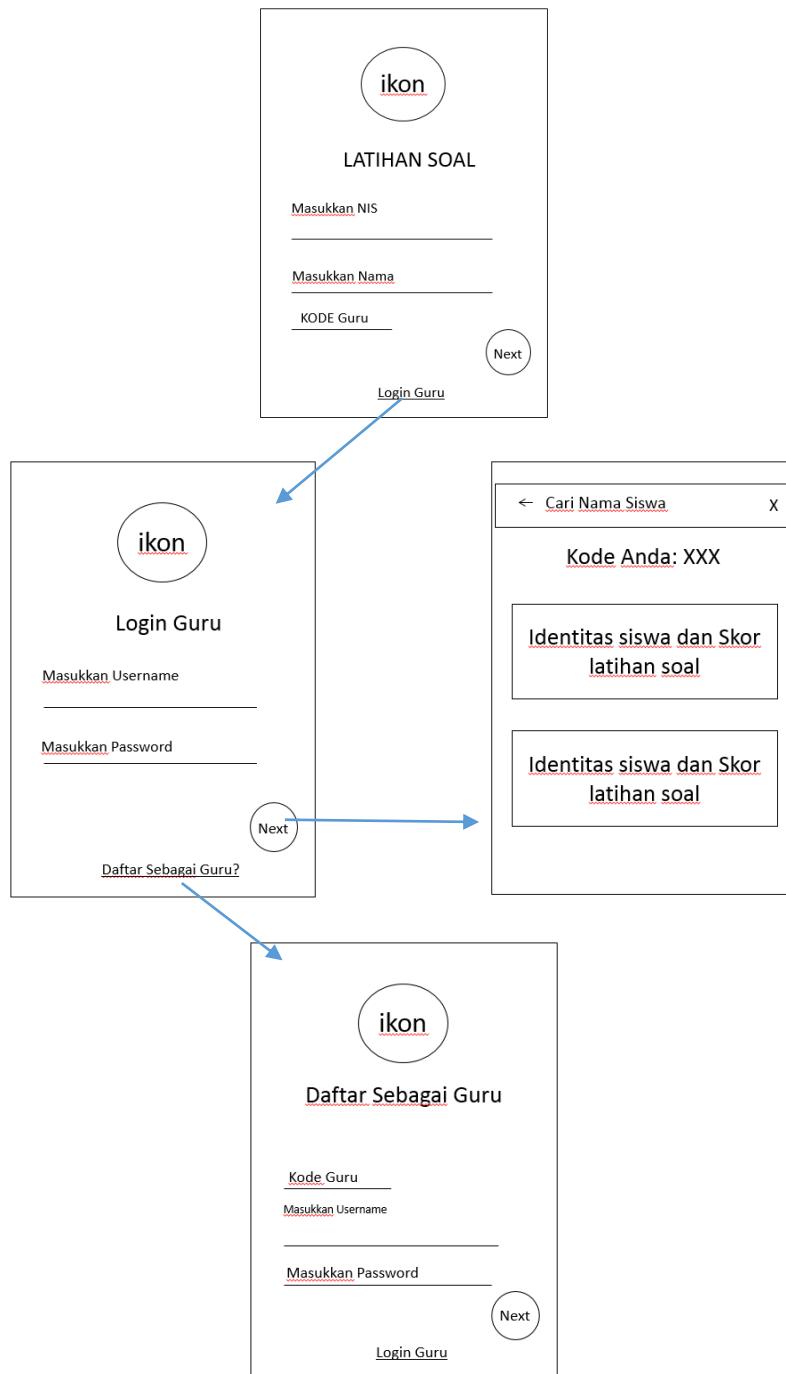 ikon
LATIHAN SOAL
Masukkan NIS
Masukkan Nama
KODE Guru
Next
Login Guru
ikon
Login Guru
Masukkan Username
Masukkan Password
Next
Daftar Sebagai Guru?
← Cari Nama Siswa X
Kode Anda: XXX
Identitas siswa dan Skor
latihan soal
Identitas siswa dan Skor
latihan soal
ikon
Daftar Sebagai Guru
Kode Guru
Masukkan Username
Masukkan Password
Next
Login Guru